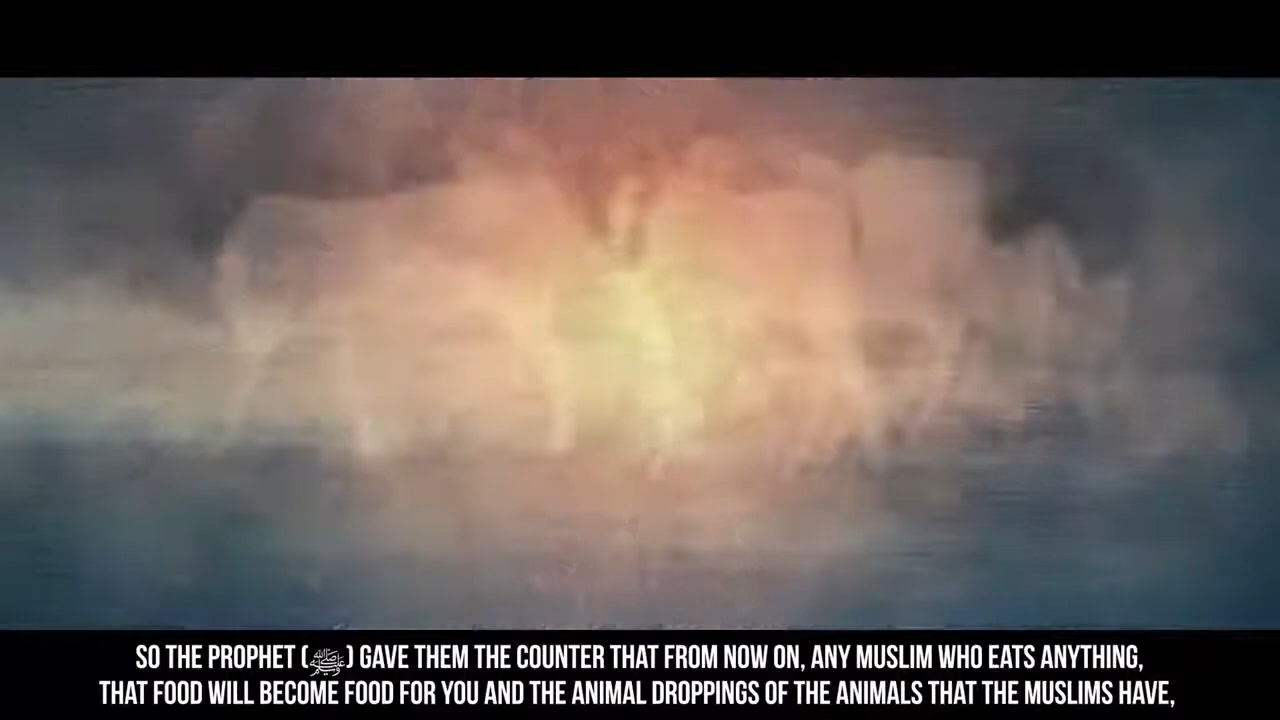 SO THE PROPHET (ﷺ) GAVE THEM THE COUNTER THAT FROM NOW ON, ANY MUSLIM WHO EATS ANYTHING,
THAT FOOD WILL BECOME FOOD FOR YOU AND THE ANIMAL DROPPINGS OF THE ANIMALS THAT THE MUSLIMS HAVE,